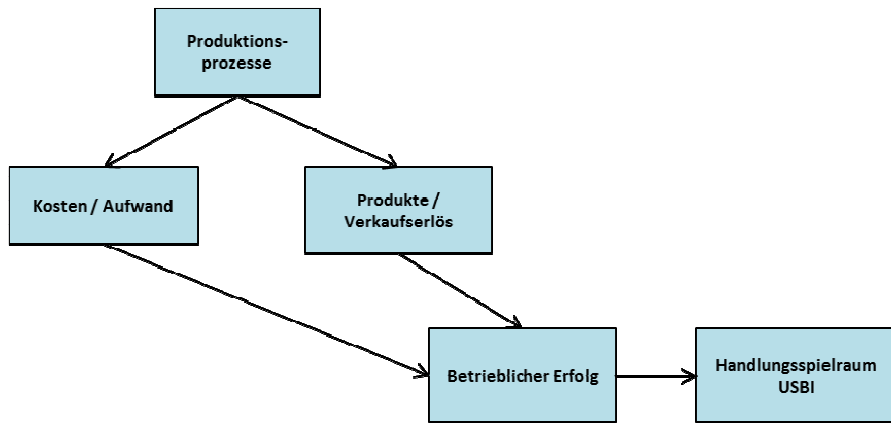 Produktions-
prozesse
Kosten / Aufwand
Produkte /
Verkaufserlös
Betrieblicher Erfolg
Handlungsspielraum
USBI